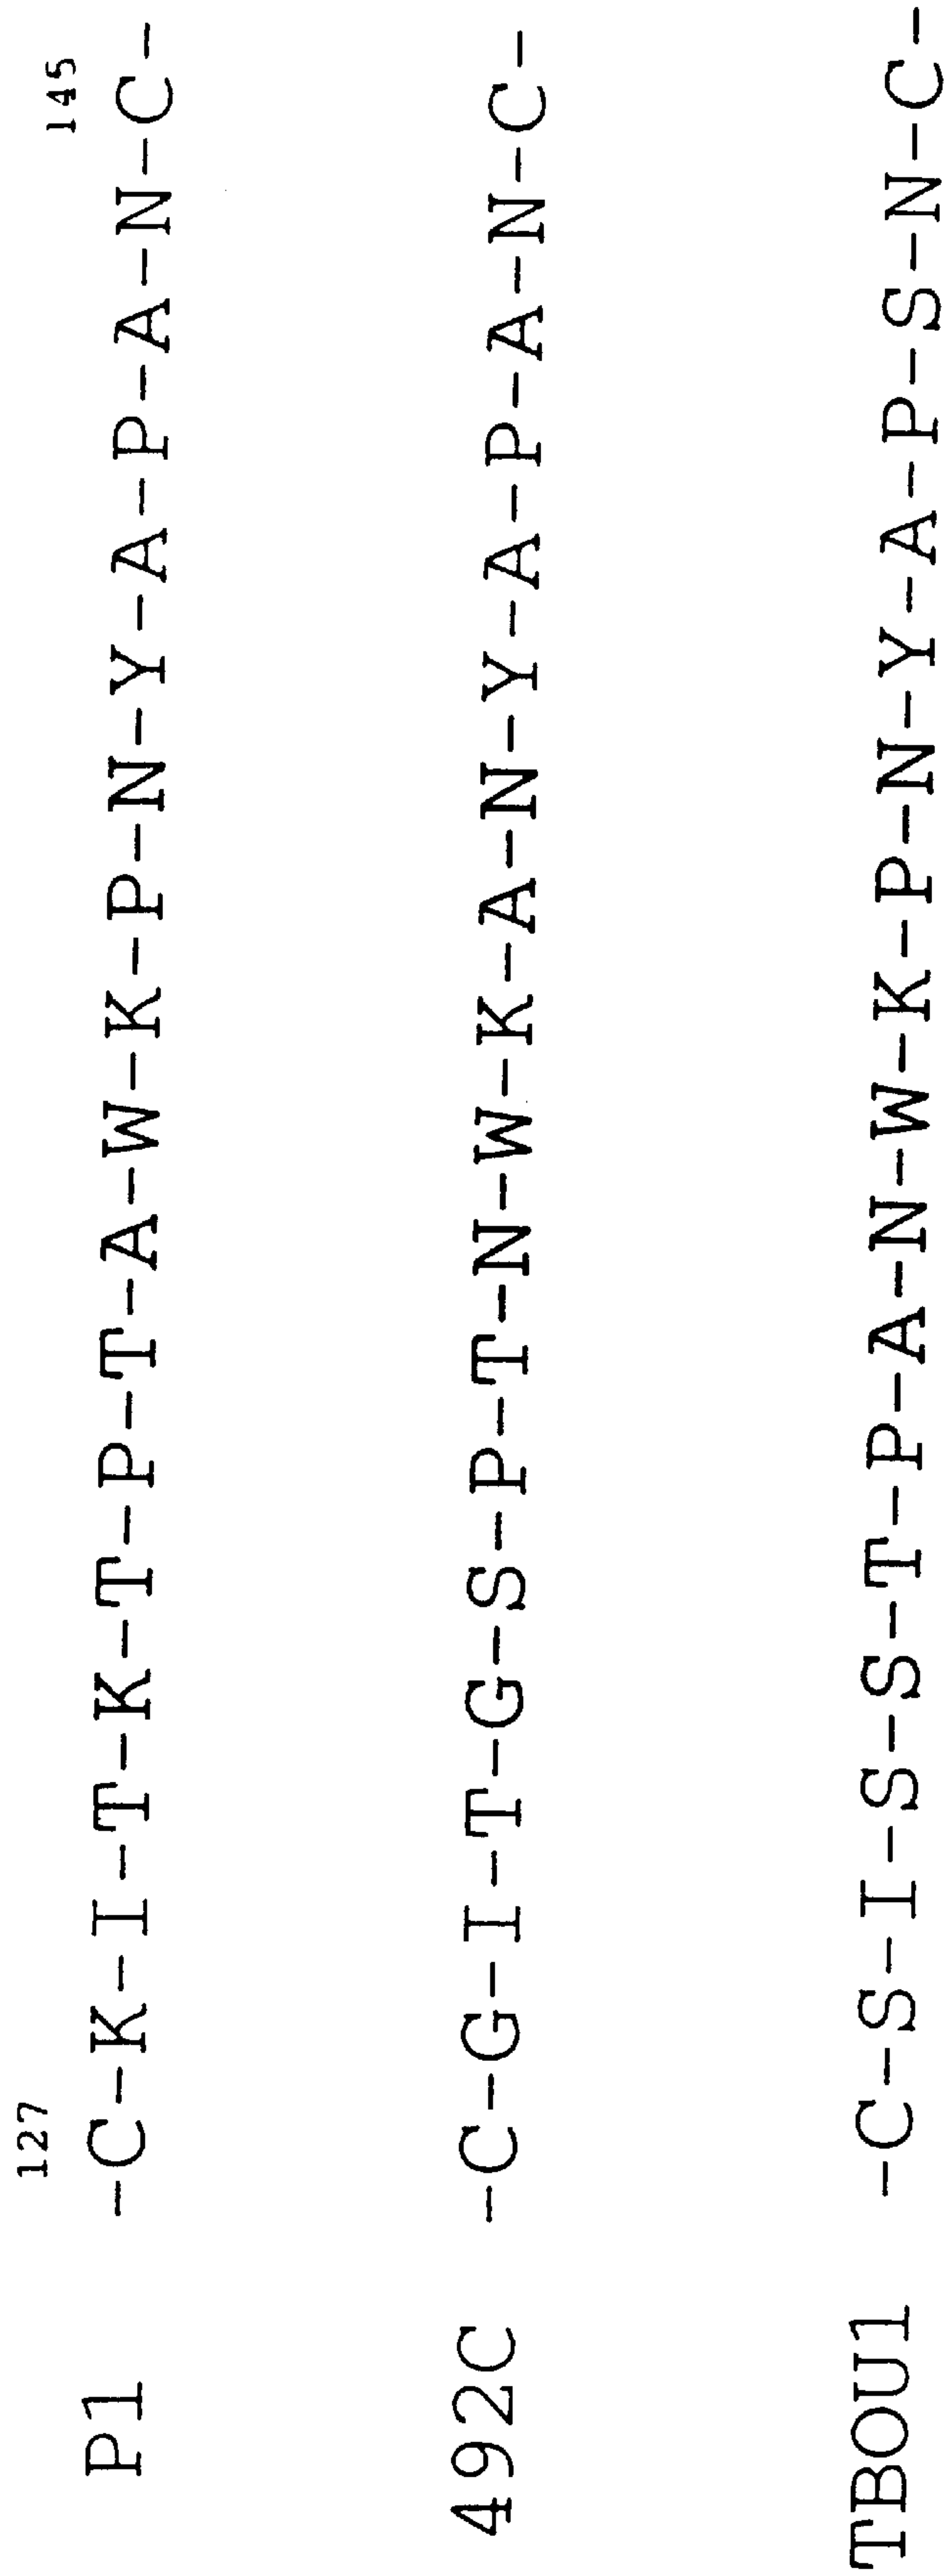 127 145
P1 -C-K-I-T-K-T-P-T-A-W-K-P-N-Y-A-P-A-N-C-
492C -C-G-I-T-G-S-P-T-N-W-K-A-N-Y-A-P-A-N-C-
TBOU1 -C-S-I-S-S-T-P-A-N-W-K-P-N-Y-A-P-S-N-C-